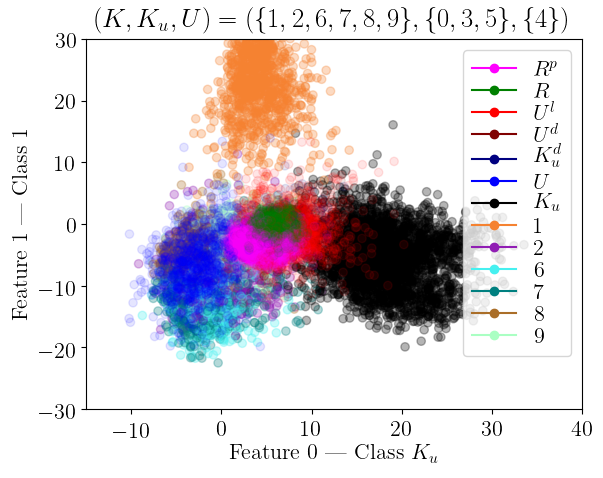 (K, K_u, U) = ({1, 2, 6, 7, 8, 9}, {0, 3, 5}, {4})
30
20
10
0
−10
−20
−30
Feature 1 — Class 1
−10
0
10
20
30
40
Feature 0 — Class K_u
R^p
R
U^l
U^d
K_u^d
U
K_u
1
2
6
7
8
9